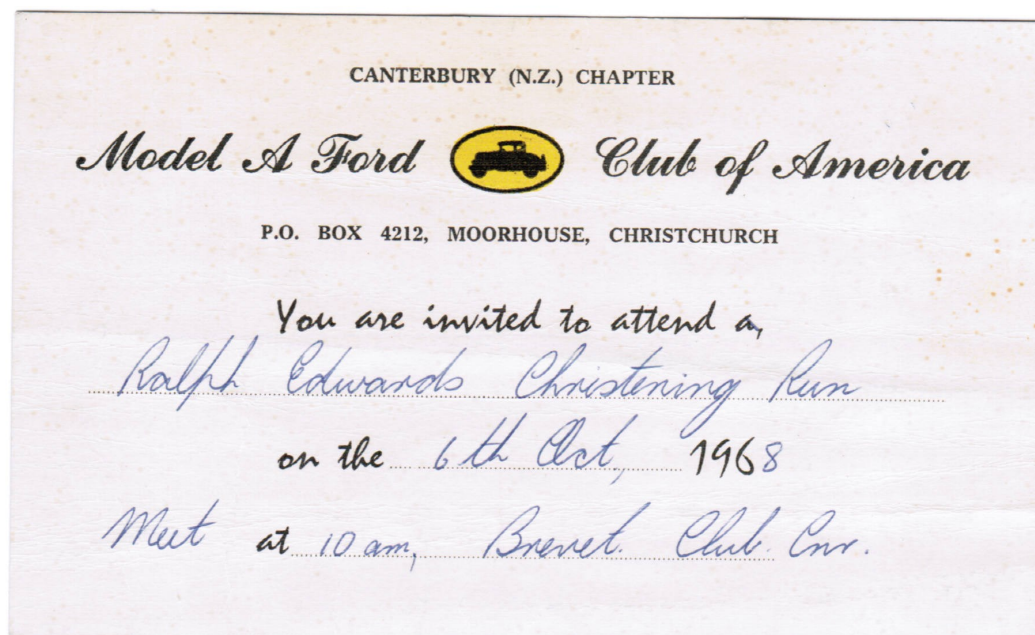 CANTERBURY (N.Z.) CHAPTER
Model A Ford Club of America
P.O. BOX 4212, MOORHOUSE, CHRISTCHURCH
You are invited to attend a,
Ralph Edwards Christening Run
on the 6th Oct, 1968
Meet at 10 am, Brevet. Club. Cnr.